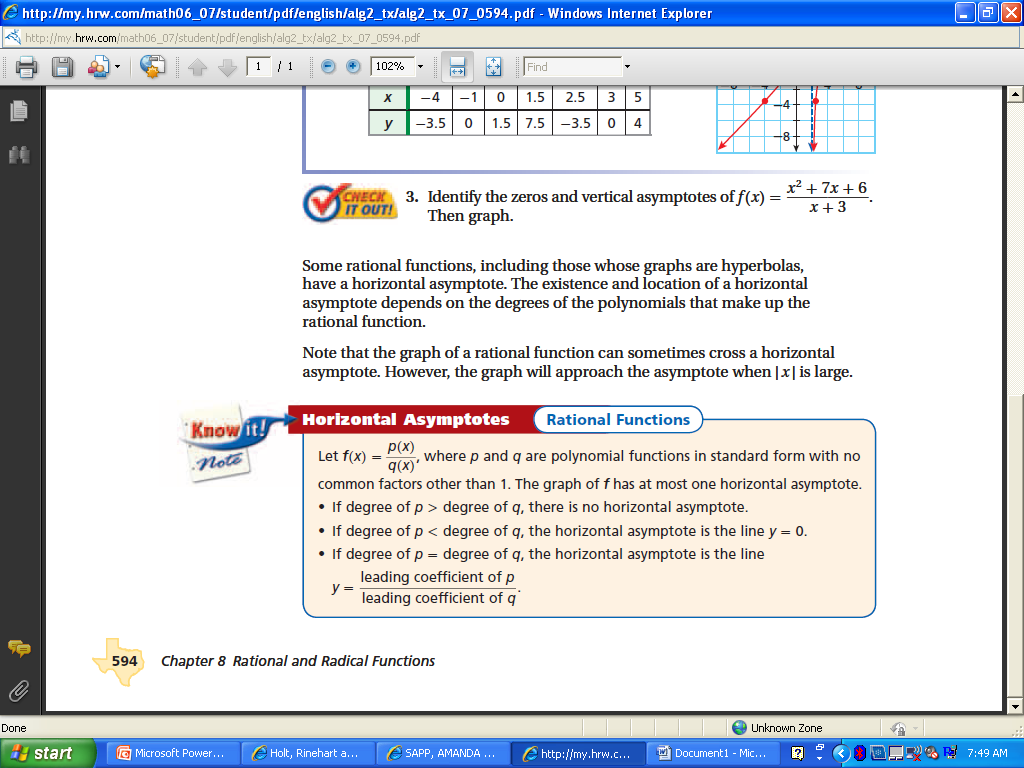 http://my.hrw.com/math06_07/student/pdf/english/alg2_tx/alg2_tx_07_0594.pdf - Windows Internet Explorer
http://my.hrw.com/math06_07/student/pdf/english/alg2_tx/alg2_tx_07_0594.pdf
1 / 1 102% Find
x −4 −1 0 1.5 2.5 3 5
y −3.5 0 1.5 7.5 −3.5 0 4
−4
−8
CHECK IT OUT!
3. Identify the zeros and vertical asymptotes of f(x) = (x² + 7x + 6)/(x + 3).
Then graph.
Some rational functions, including those whose graphs are hyperbolas,
have a horizontal asymptote. The existence and location of a horizontal
asymptote depends on the degrees of the polynomials that make up the
rational function.
Note that the graph of a rational function can sometimes cross a horizontal
asymptote. However, the graph will approach the asymptote when |x| is large.
Know it!
Note
Horizontal Asymptotes Rational Functions
Let f(x) = p(x)/q(x), where p and q are polynomial functions in standard form with no
common factors other than 1. The graph of f has at most one horizontal asymptote.
• If degree of p > degree of q, there is no horizontal asymptote.
• If degree of p < degree of q, the horizontal asymptote is the line y = 0.
• If degree of p = degree of q, the horizontal asymptote is the line
y = leading coefficient of p / leading coefficient of q.
594 Chapter 8 Rational and Radical Functions
Done Unknown Zone
start Microsoft Power... Holt, Rinehart a... SAPP, AMANDA ... http://my.hrw.c... Document1 - Mic... 7:49 AM